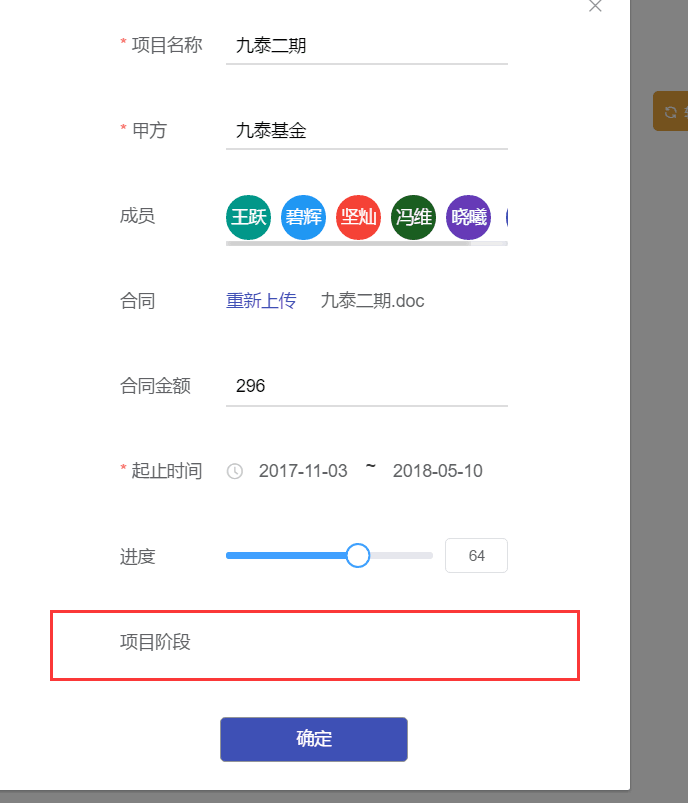 * 项目名称 九泰二期
* 甲方 九泰基金
成员 王跃 碧辉 坚灿 冯维 晓曦
合同 重新上传 九泰二期.doc
合同金额 296
* 起止时间 2017-11-03 ~ 2018-05-10
进度 64
项目阶段
确定